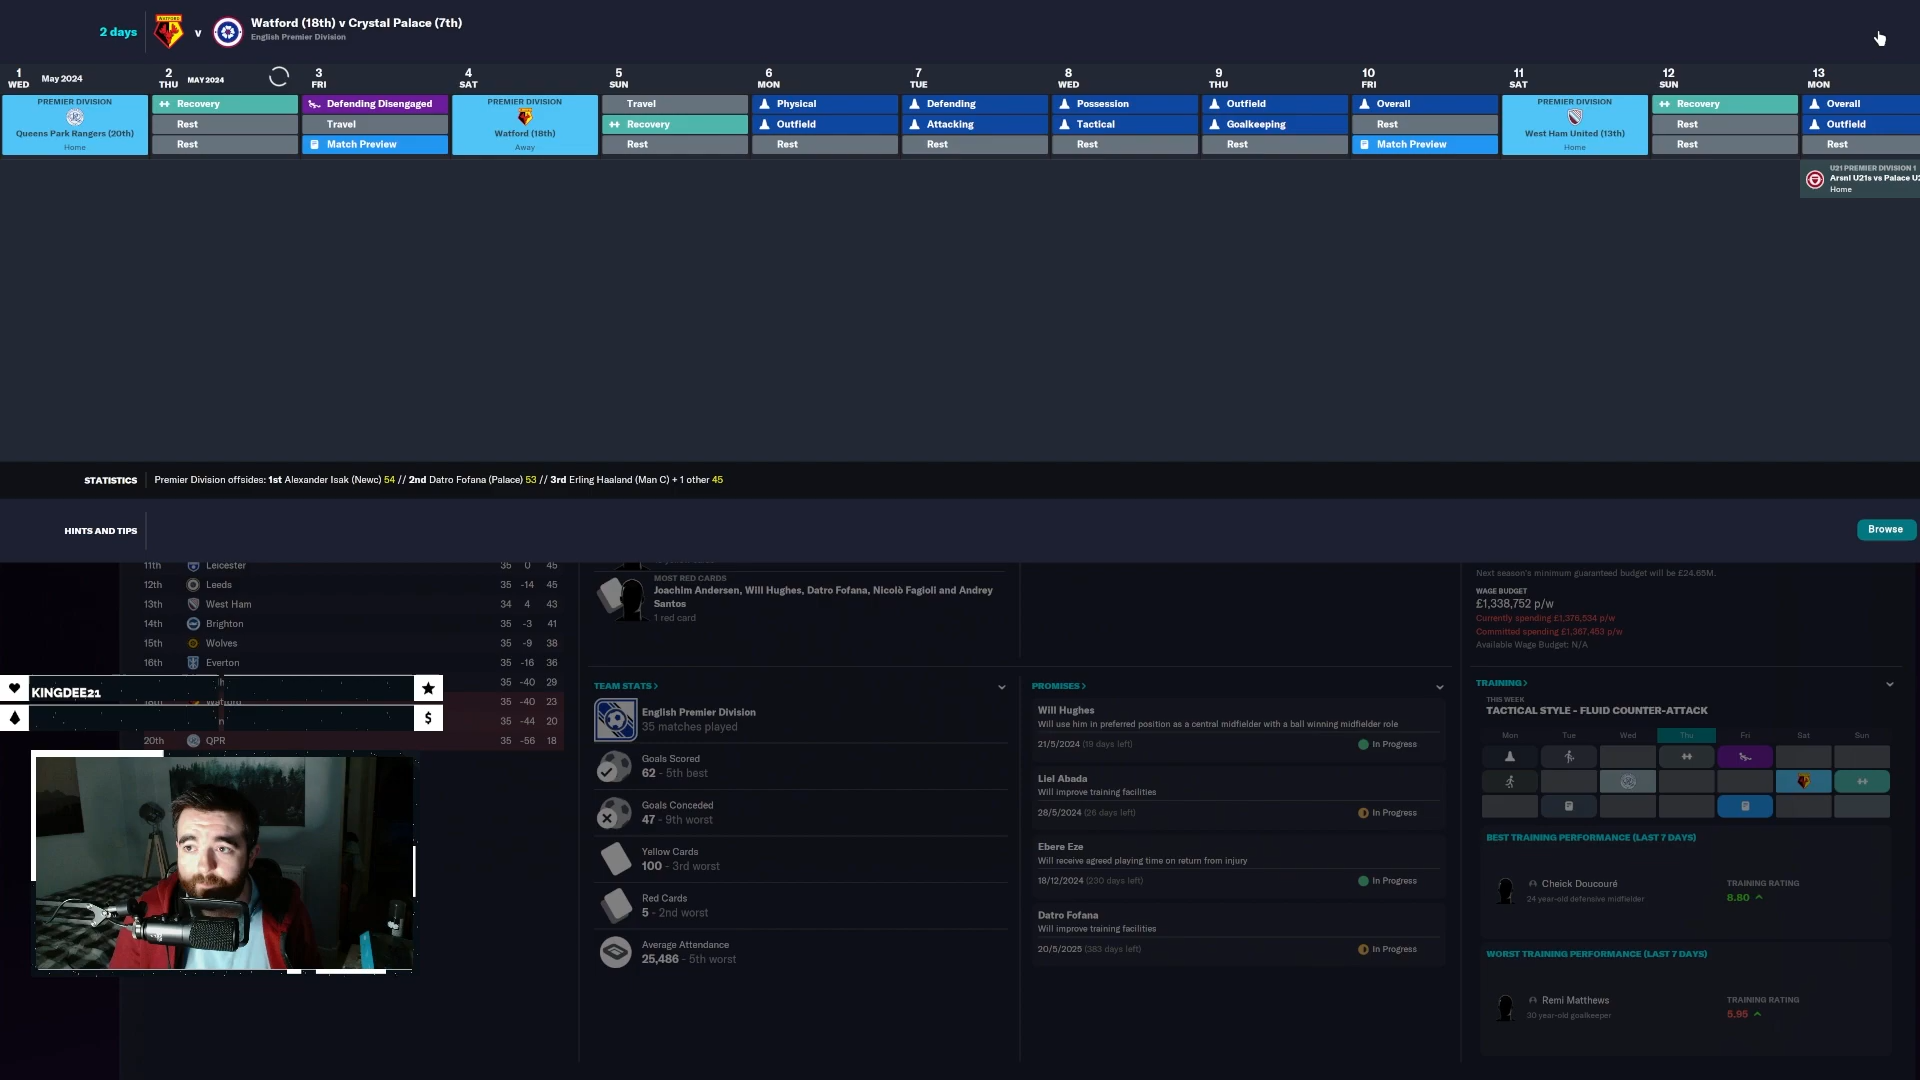 2 days
v
Watford (18th) v Crystal Palace (7th)
English Premier Division
1 WED May 2024
2 THU MAY 2024
3 FRI
4 SAT
5 SUN
6 MON
7 TUE
8 WED
9 THU
10 FRI
11 SAT
12 SUN
13 MON
PREMIER DIVISION
Queens Park Rangers (20th)
Home
Recovery
Rest
Rest
Defending Disengaged
Travel
Match Preview
PREMIER DIVISION
Watford (18th)
Away
Travel
Recovery
Rest
Physical
Outfield
Rest
Defending
Attacking
Rest
Possession
Tactical
Rest
Outfield
Goalkeeping
Rest
Overall
Rest
Match Preview
PREMIER DIVISION
West Ham United (13th)
Home
Recovery
Rest
Rest
Overall
Outfield
Rest
U21 PREMIER DIVISION 1
Arsnl U21s vs Palace U2
Home
STATISTICS
Premier Division offsides: 1st Alexander Isak (Newc) 54 // 2nd Datro Fofana (Palace) 53 // 3rd Erling Haaland (Man C) + 1 other 45
HINTS AND TIPS
Browse
11th Leicester 35 0 45
12th Leeds 35 -14 45
13th West Ham 34 4 43
14th Brighton 35 -3 41
15th Wolves 35 -9 38
16th Everton 35 -16 36
35 -40 29
18th Watford 35 -40 23
35 -44 20
20th QPR 35 -56 18
KINGDEE21
$
MOST RED CARDS
Joachim Andersen, Will Hughes, Datro Fofana, Nicolò Fagioli and Andrey
Santos
1 red card
TEAM STATS >
English Premier Division
35 matches played
Goals Scored
62 - 5th best
Goals Conceded
47 - 9th worst
Yellow Cards
100 - 3rd worst
Red Cards
5 - 2nd worst
Average Attendance
25,486 - 5th worst
PROMISES >
Will Hughes
Will use him in preferred position as a central midfielder with a ball winning midfielder role
21/5/2024 (19 days left) In Progress
Liel Abada
Will improve training facilities
28/5/2024 (26 days left) In Progress
Ebere Eze
Will receive agreed playing time on return from injury
18/12/2024 (230 days left) In Progress
Datro Fofana
Will improve training facilities
20/5/2025 (383 days left) In Progress
Next season's minimum guaranteed budget will be £24.65M.
WAGE BUDGET
£1,338,752 p/w
Currently spending £1,376,534 p/w
Committed spending £1,367,453 p/w
Available Wage Budget: N/A
TRAINING >
THIS WEEK
TACTICAL STYLE - FLUID COUNTER-ATTACK
Mon Tue Wed Thu Fri Sat Sun
BEST TRAINING PERFORMANCE (LAST 7 DAYS)
Cheick Doucouré
24 year-old defensive midfielder
TRAINING RATING
8.80
WORST TRAINING PERFORMANCE (LAST 7 DAYS)
Remi Matthews
30 year-old goalkeeper
TRAINING RATING
5.95